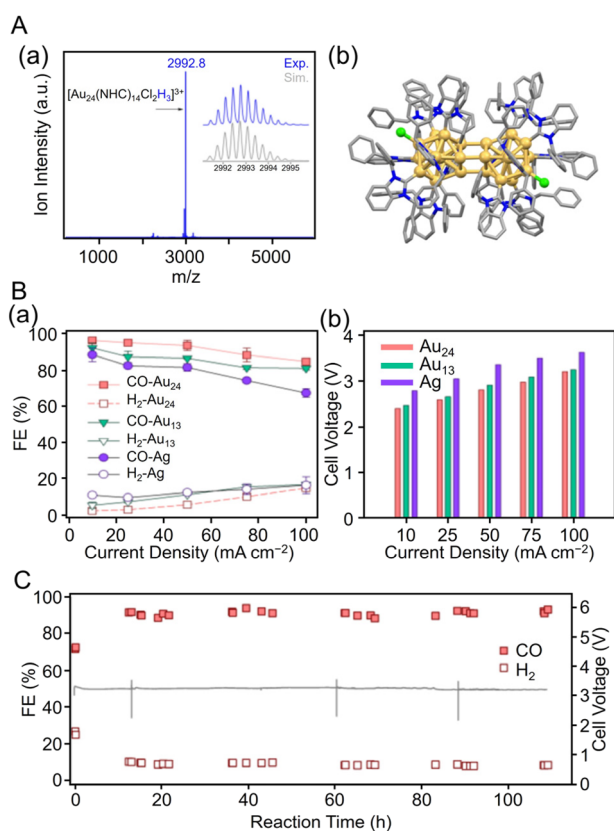 A
(a)
2992.8
Exp.
Sim.
[Au₂₄(NHC)₁₄Cl₂H₃]³⁺
2992 2993 2994 2995
Ion Intensity (a.u.)
1000 3000 5000
m/z
(b)
B
(a)
100
80
60
40
20
0
FE (%)
CO-Au₂₄
H₂-Au₂₄
CO-Au₁₃
H₂-Au₁₃
CO-Ag
H₂-Ag
0 20 40 60 80 100
Current Density (mA cm⁻²)
(b)
4
3
2
1
0
Cell Voltage (V)
Au₂₄
Au₁₃
Ag
10 25 50 75 100
Current Density (mA cm⁻²)
C
100
80
60
40
20
0
FE (%)
CO
H₂
6
5
4
3
2
1
0
Cell Voltage (V)
0 20 40 60 80 100
Reaction Time (h)